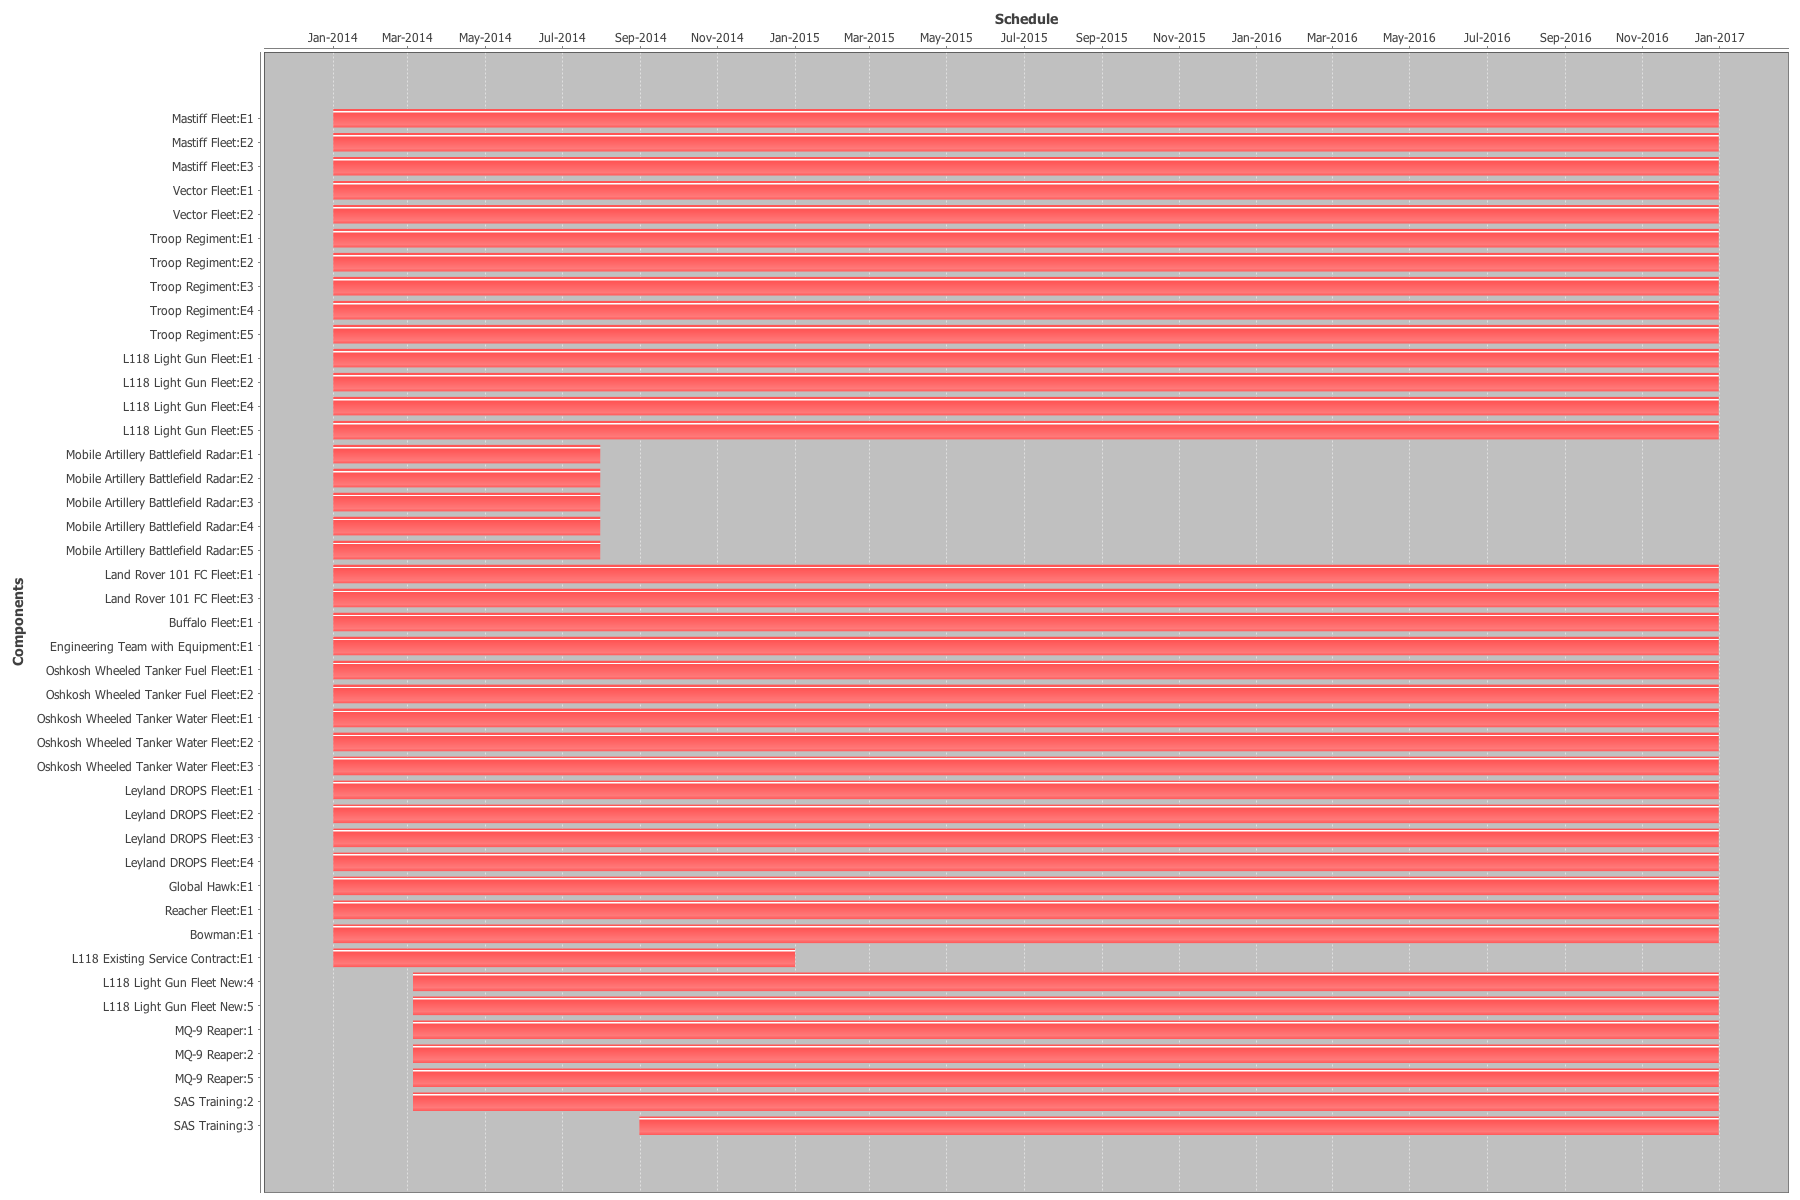 Schedule
Jan-2014 Mar-2014 May-2014 Jul-2014 Sep-2014 Nov-2014 Jan-2015 Mar-2015 May-2015 Jul-2015 Sep-2015 Nov-2015 Jan-2016 Mar-2016 May-2016 Jul-2016 Sep-2016 Nov-2016 Jan-2017
Components
Mastiff Fleet:E1
Mastiff Fleet:E2
Mastiff Fleet:E3
Vector Fleet:E1
Vector Fleet:E2
Troop Regiment:E1
Troop Regiment:E2
Troop Regiment:E3
Troop Regiment:E4
Troop Regiment:E5
L118 Light Gun Fleet:E1
L118 Light Gun Fleet:E2
L118 Light Gun Fleet:E4
L118 Light Gun Fleet:E5
Mobile Artillery Battlefield Radar:E1
Mobile Artillery Battlefield Radar:E2
Mobile Artillery Battlefield Radar:E3
Mobile Artillery Battlefield Radar:E4
Mobile Artillery Battlefield Radar:E5
Land Rover 101 FC Fleet:E1
Land Rover 101 FC Fleet:E3
Buffalo Fleet:E1
Engineering Team with Equipment:E1
Oshkosh Wheeled Tanker Fuel Fleet:E1
Oshkosh Wheeled Tanker Fuel Fleet:E2
Oshkosh Wheeled Tanker Water Fleet:E1
Oshkosh Wheeled Tanker Water Fleet:E2
Oshkosh Wheeled Tanker Water Fleet:E3
Leyland DROPS Fleet:E1
Leyland DROPS Fleet:E2
Leyland DROPS Fleet:E3
Leyland DROPS Fleet:E4
Global Hawk:E1
Reacher Fleet:E1
Bowman:E1
L118 Existing Service Contract:E1
L118 Light Gun Fleet New:4
L118 Light Gun Fleet New:5
MQ-9 Reaper:1
MQ-9 Reaper:2
MQ-9 Reaper:5
SAS Training:2
SAS Training:3